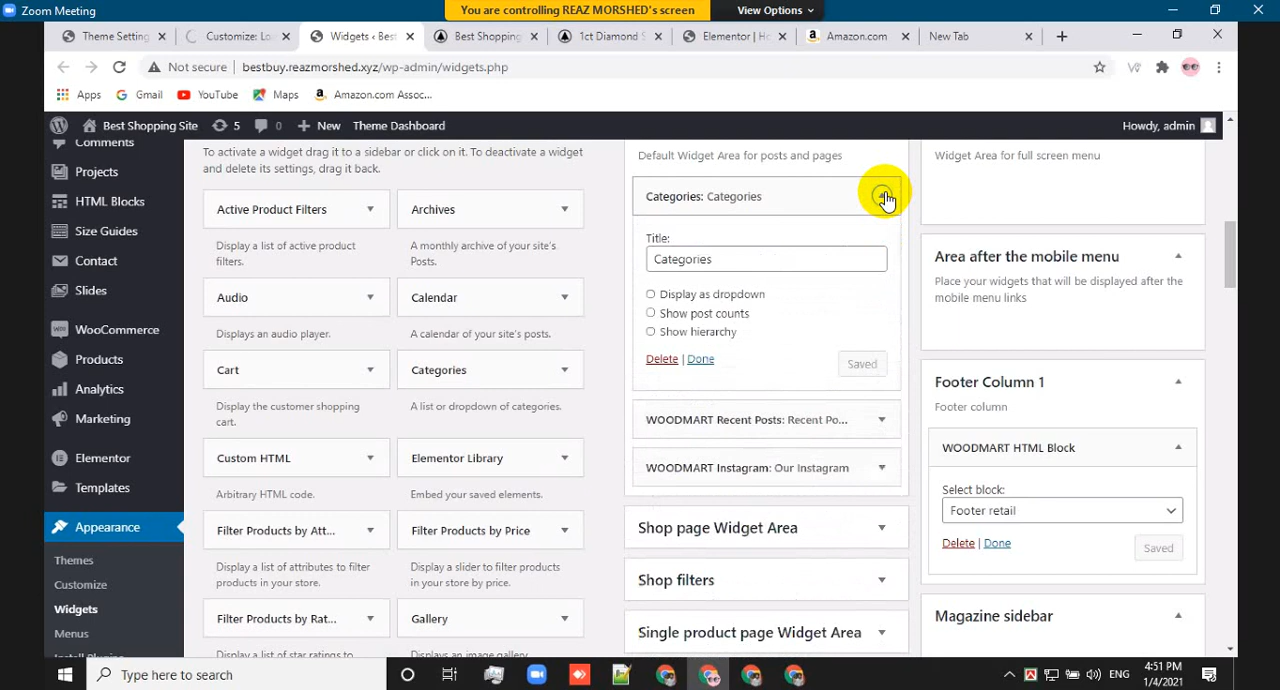 Zoom Meeting
You are controlling REAZ MORSHED's screen
View Options
Theme Setting
Customize: Lo
Widgets ‹ Bes
Best Shopping
1ct Diamond S
Elementor | Ho
Amazon.com
New Tab
Not secure
bestbuy.reazmorshed.xyz/wp-admin/widgets.php
Apps
Gmail
YouTube
Maps
Amazon.com Assoc...
Best Shopping Site
5
0
New
Theme Dashboard
Howdy, admin
Comments
Projects
HTML Blocks
Size Guides
Contact
Slides
WooCommerce
Products
Analytics
Marketing
Elementor
Templates
Appearance
Themes
Customize
Widgets
Menus
Install Plugins
To activate a widget drag it to a sidebar or click on it. To deactivate a widget
and delete its settings, drag it back.
Active Product Filters
Archives
Display a list of active product
filters.
A monthly archive of your site's
Posts.
Audio
Calendar
Displays an audio player.
A calendar of your site's posts.
Cart
Categories
Display the customer shopping
cart.
A list or dropdown of categories.
Custom HTML
Elementor Library
Arbitrary HTML code.
Embed your saved elements.
Filter Products by Att...
Filter Products by Price
Display a list of attributes to filter
products in your store.
Display a slider to filter products
in your store by price.
Filter Products by Rat...
Gallery
Display a list of star ratings to
Displays an image gallery.
Default Widget Area for posts and pages
Categories: Categories
Title:
Categories
Display as dropdown
Show post counts
Show hierarchy
Delete | Done
Saved
WOODMART Recent Posts: Recent Po...
WOODMART Instagram: Our Instagram
Shop page Widget Area
Shop filters
Single product page Widget Area
Widget Area for full screen menu
Area after the mobile menu
Place your widgets that will be displayed after the
mobile menu links
Footer Column 1
Footer column
WOODMART HTML Block
Select block:
Footer retail
Delete | Done
Saved
Magazine sidebar
Type here to search
ENG
4:51 PM
1/4/2021